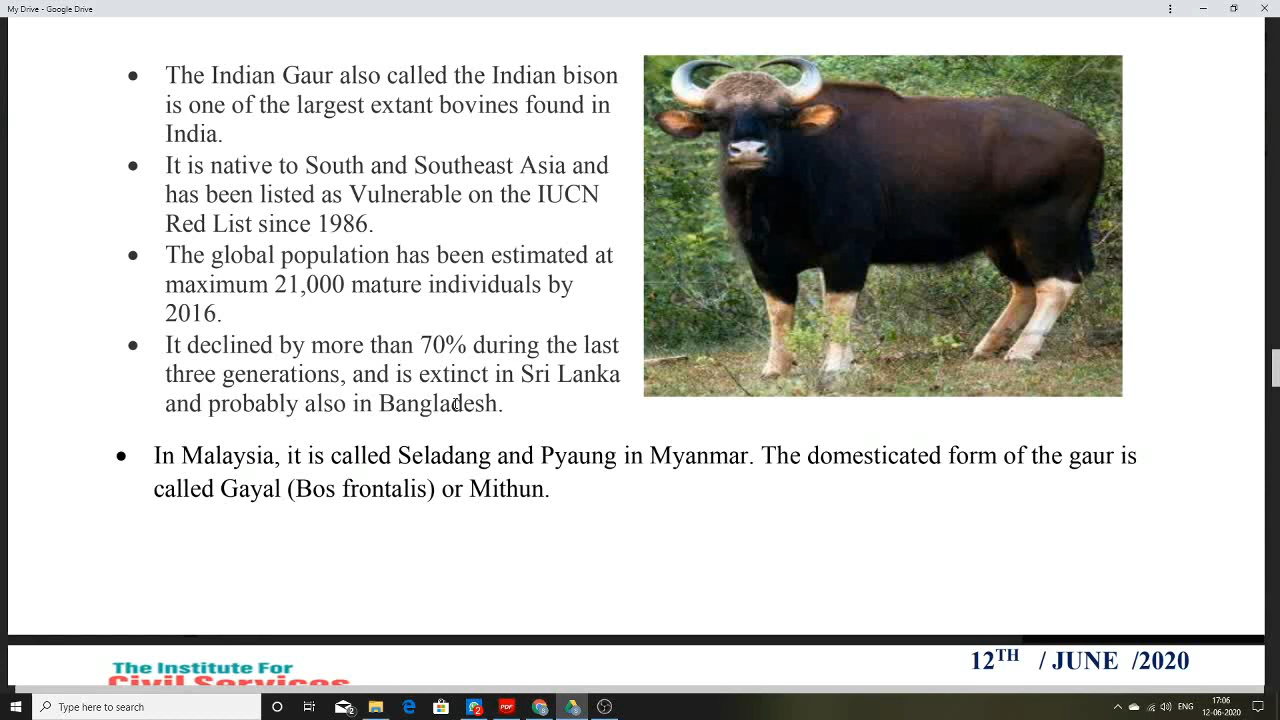 My Drive - Google Drive
• The Indian Gaur also called the Indian bison
is one of the largest extant bovines found in
India.
• It is native to South and Southeast Asia and
has been listed as Vulnerable on the IUCN
Red List since 1986.
• The global population has been estimated at
maximum 21,000 mature individuals by
2016.
• It declined by more than 70% during the last
three generations, and is extinct in Sri Lanka
and probably also in Bangladesh.
• In Malaysia, it is called Seladang and Pyaung in Myanmar. The domesticated form of the gaur is
called Gayal (Bos frontalis) or Mithun.
12TH / JUNE /2020
The Institute For
Civil Services
Type here to search
17:06
12-06-2020